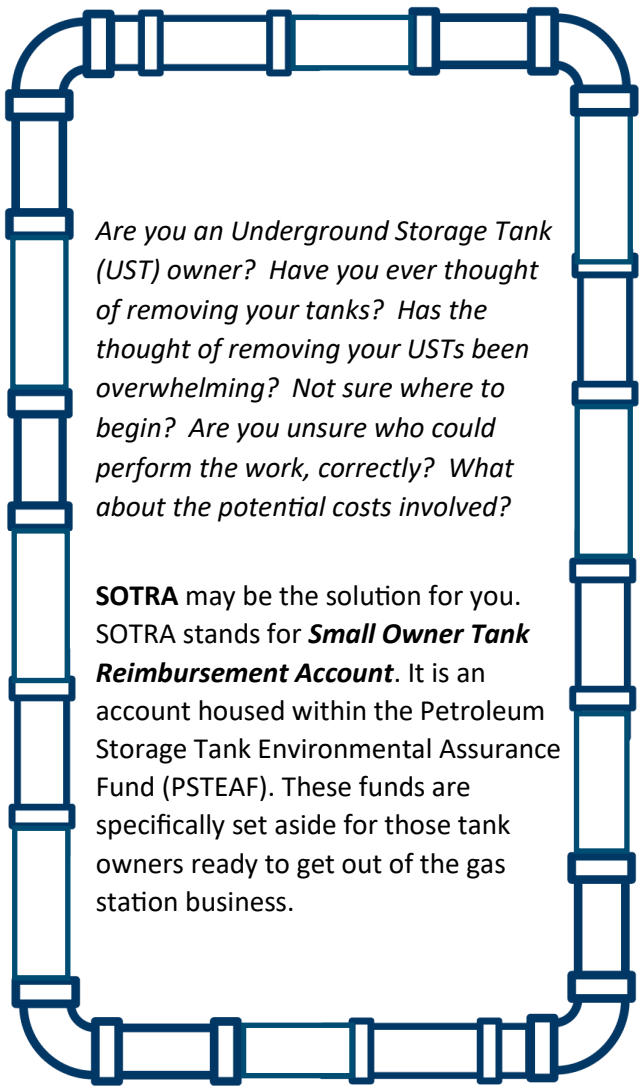 Are you an Underground Storage Tank
(UST) owner?  Have you ever thought
of removing your tanks?  Has the
thought of removing your USTs been
overwhelming?  Not sure where to
begin?  Are you unsure who could
perform the work, correctly?  What
about the potential costs involved?
SOTRA may be the solution for you.
SOTRA stands for Small Owner Tank
Reimbursement Account. It is an
account housed within the Petroleum
Storage Tank Environmental Assurance
Fund (PSTEAF). These funds are
specifically set aside for those tank
owners ready to get out of the gas
station business.